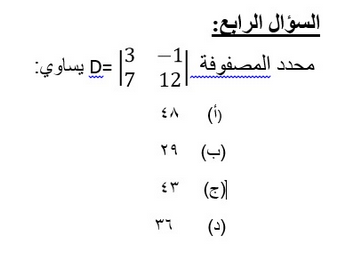 السؤال الرابع:
محدد المصفوفة D= |3 −1| يساوي:
|7 12|
(أ) ٤٨
(ب) ٢٩
(ج) ٤٣
(د) ٣٦